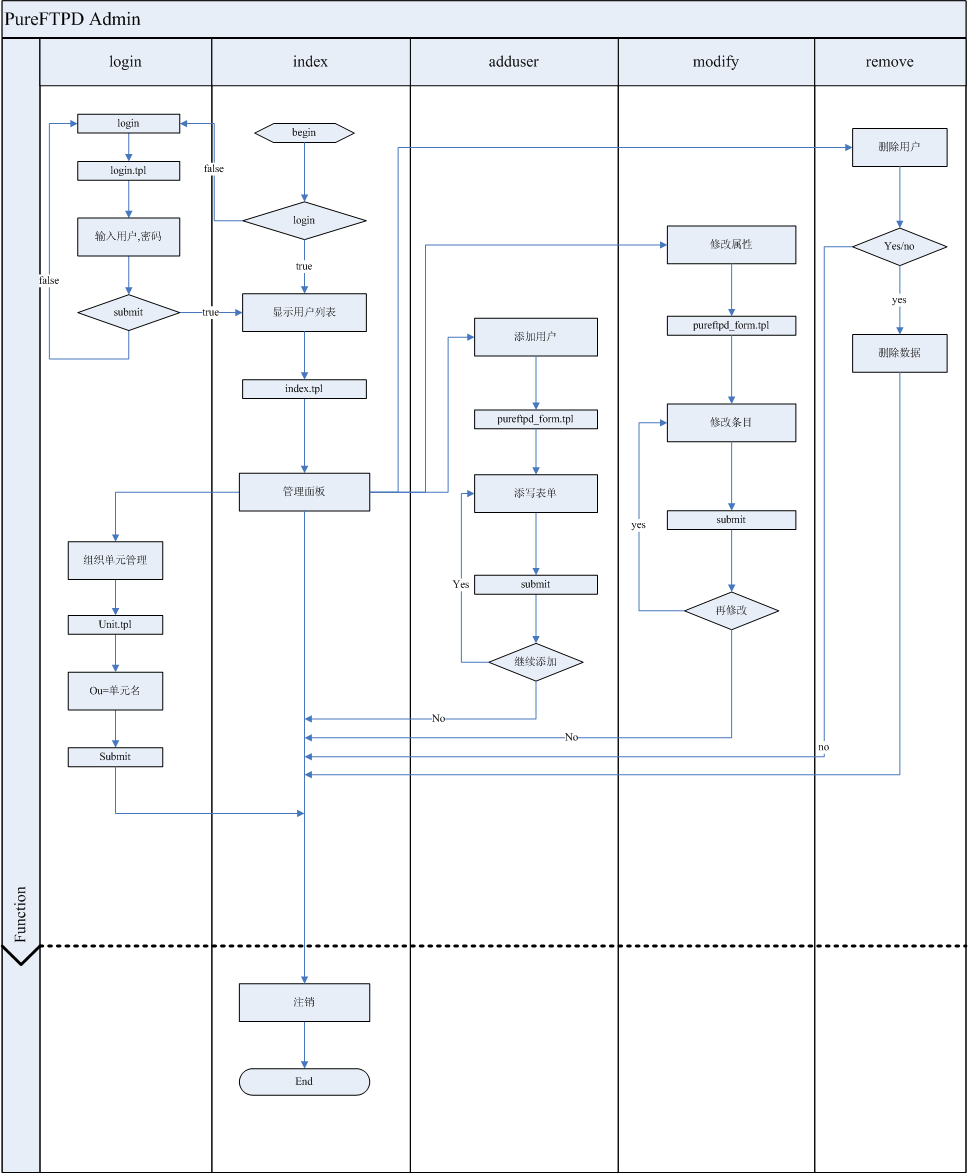 PureFTPD Admin
login
index
adduser
modify
remove
login
login.tpl
输入用户,密码
submit
false
true
begin
login
false
true
显示用户列表
index.tpl
管理面板
组织单元管理
Unit.tpl
Ou=单元名
Submit
添加用户
pureftpd_form.tpl
添写表单
submit
继续添加
Yes
No
修改属性
pureftpd_form.tpl
修改条目
submit
再修改
yes
No
删除用户
Yes/no
yes
删除数据
no
Function
注销
End